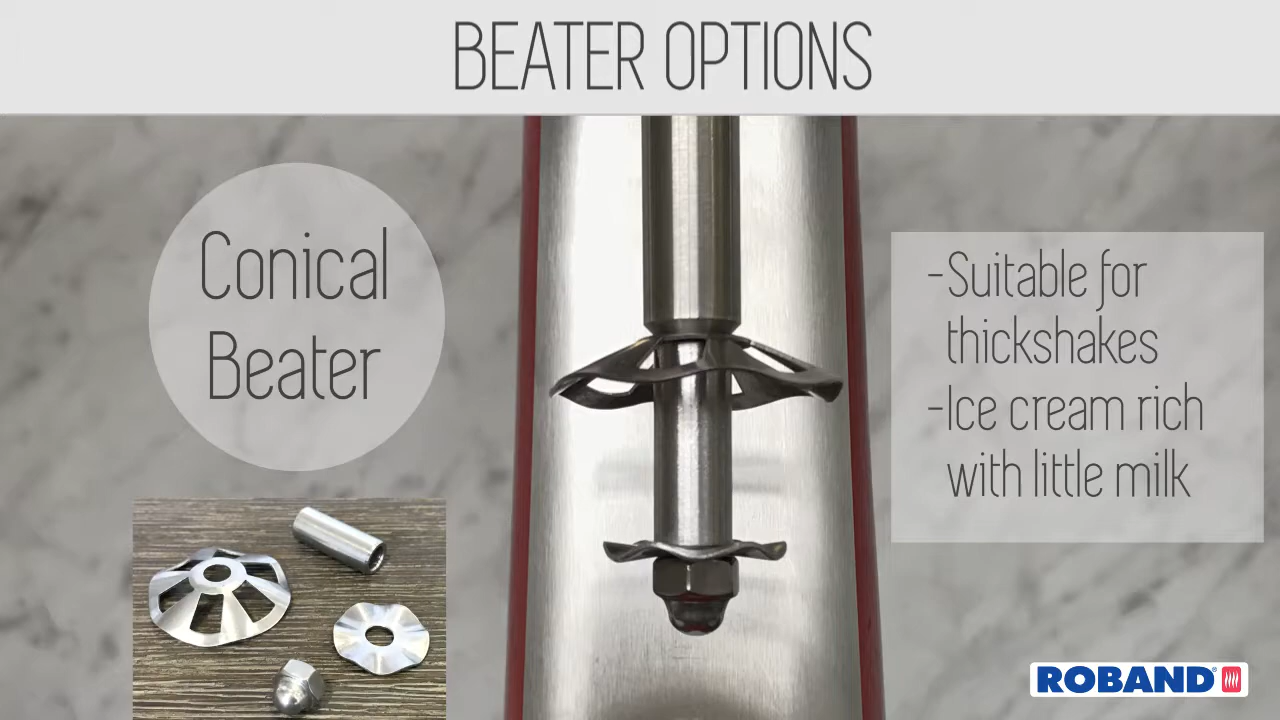 BEATER OPTIONS
Conical
Beater
-Suitable for
thickshakes
-Ice cream rich
with little milk
ROBAND®